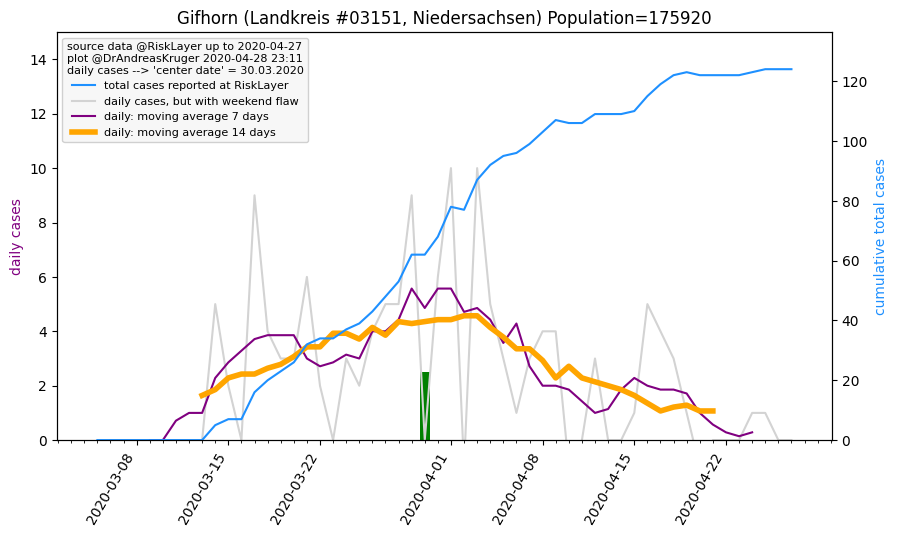 Gifhorn (Landkreis #03151, Niedersachsen) Population=175920
source data @RiskLayer up to 2020-04-27
plot @DrAndreasKruger 2020-04-28 23:11
daily cases --> 'center date' = 30.03.2020
total cases reported at RiskLayer
daily cases, but with weekend flaw
daily: moving average 7 days
daily: moving average 14 days
14
12
10
8
6
4
2
0
daily cases
120
100
80
60
40
20
0
cumulative total cases
2020-03-08
2020-03-15
2020-03-22
2020-04-01
2020-04-08
2020-04-15
2020-04-22